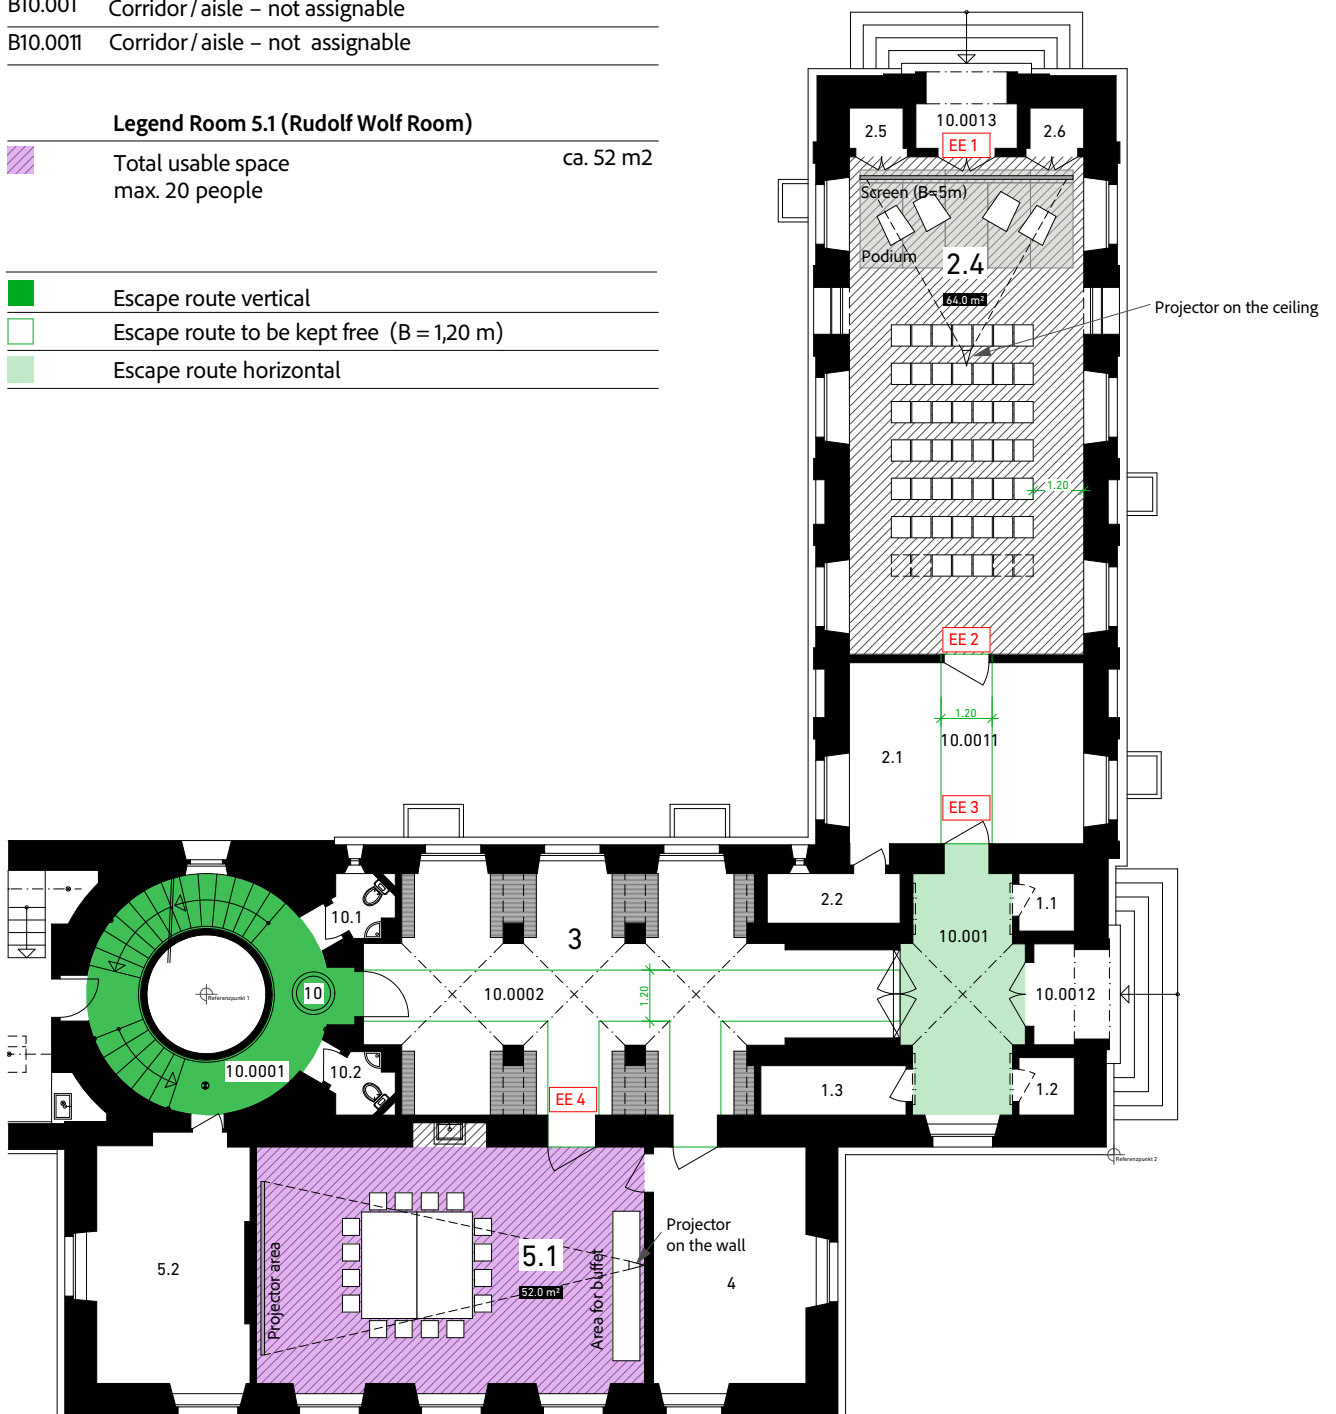 B10.001 Corridor / aisle – not assignable
B10.0011 Corridor / aisle – not assignable
Legend Room 5.1 (Rudolf Wolf Room)
Total usable space ca. 52 m2
max. 20 people
Escape route vertical
Escape route to be kept free (B = 1,20 m)
Escape route horizontal
10.0013
2.5
2.6
EE 1
Screen (B=5m)
Podium
2.4
64.0 m²
Projector on the ceiling
1.20
EE 2
1.20
10.0011
2.1
EE 3
2.2
1.1
10.1
3
10.001
10
10.0002
1.20
10.0012
Referenzpunkt 1
10.0001
10.2
EE 4
1.3
1.2
Referenzpunkt 2
5.2
Projector area
5.1
52.0 m²
Area for buffet
Projector
on the wall
4